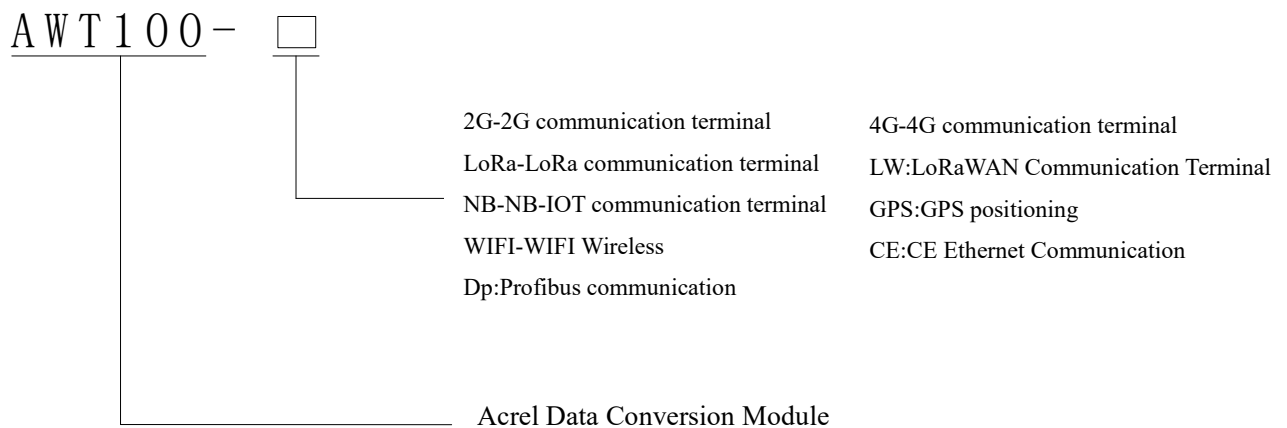 AWT100-□
2G-2G communication terminal
LoRa-LoRa communication terminal
NB-NB-IOT communication terminal
WIFI-WIFI Wireless
Dp:Profibus communication
4G-4G communication terminal
LW:LoRaWAN Communication Terminal
GPS:GPS positioning
CE:CE Ethernet Communication
Acrel Data Conversion Module